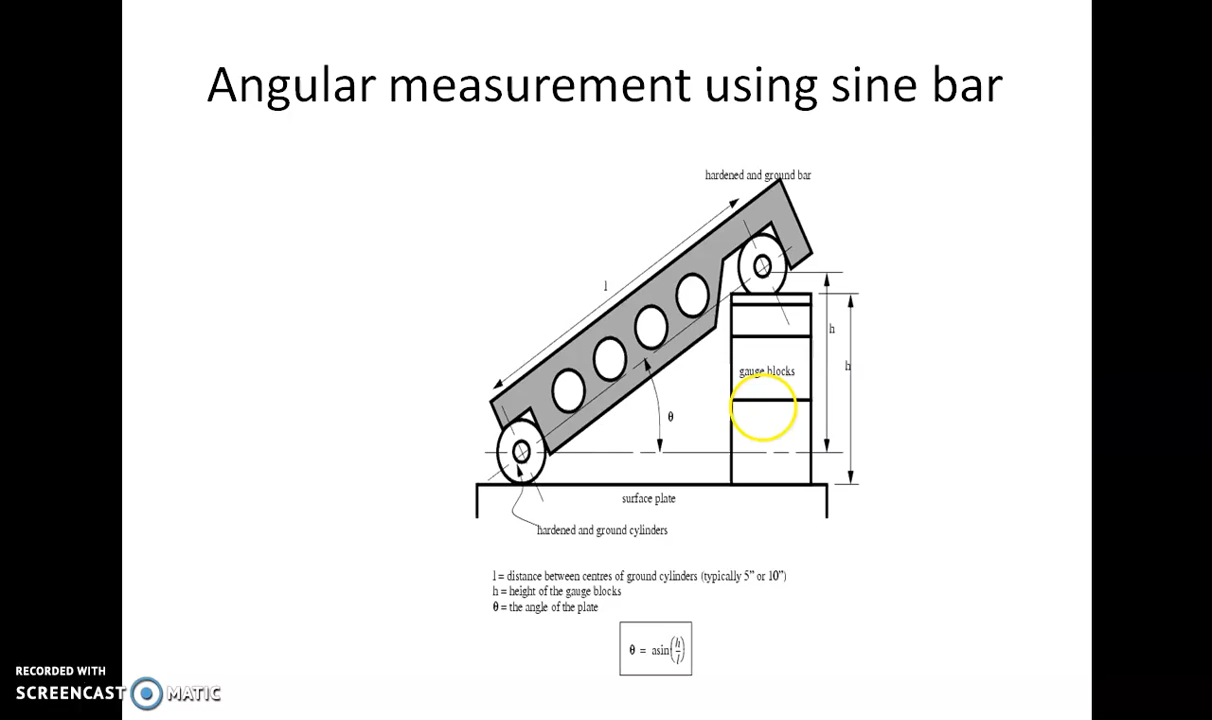 Angular measurement using sine bar
hardened and ground bar
l
h
h
gauge blocks
θ
surface plate
hardened and ground cylinders
l = distance between centres of ground cylinders (typically 5” or 10”)
h = height of the gauge blocks
θ = the angle of the plate
θ = asin(h/l)
RECORDED WITH
SCREENCAST MATIC